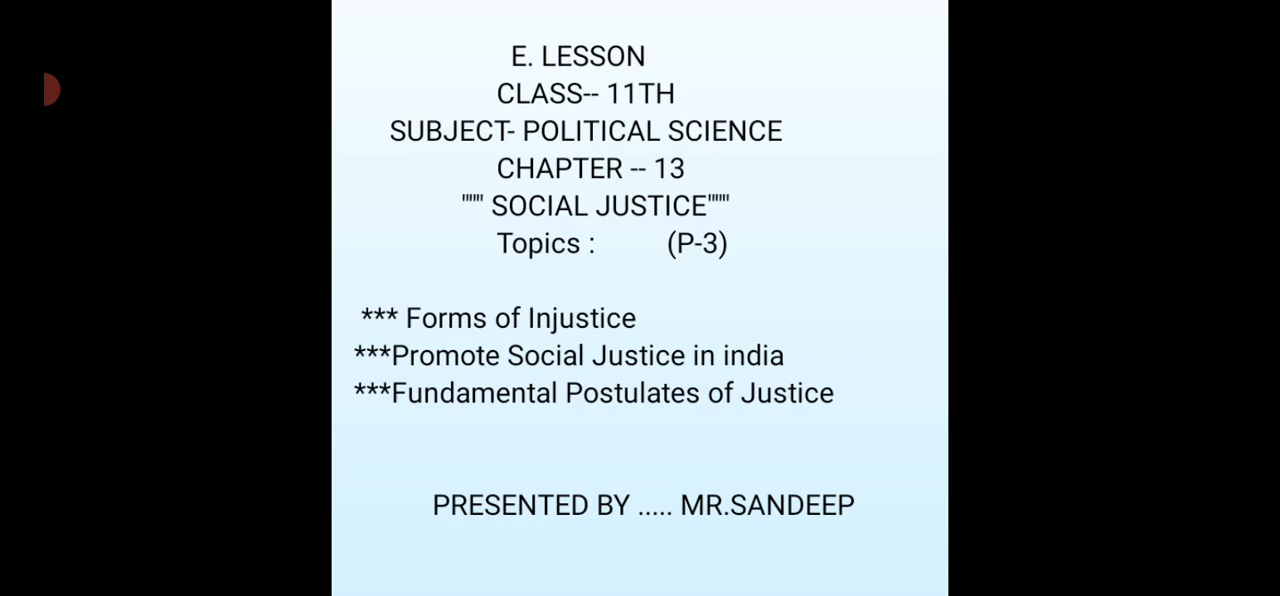 E. LESSON
CLASS-- 11TH
SUBJECT- POLITICAL SCIENCE
CHAPTER -- 13
""" SOCIAL JUSTICE"""
Topics : (P-3)
*** Forms of Injustice
***Promote Social Justice in india
***Fundamental Postulates of Justice
PRESENTED BY ..... MR.SANDEEP